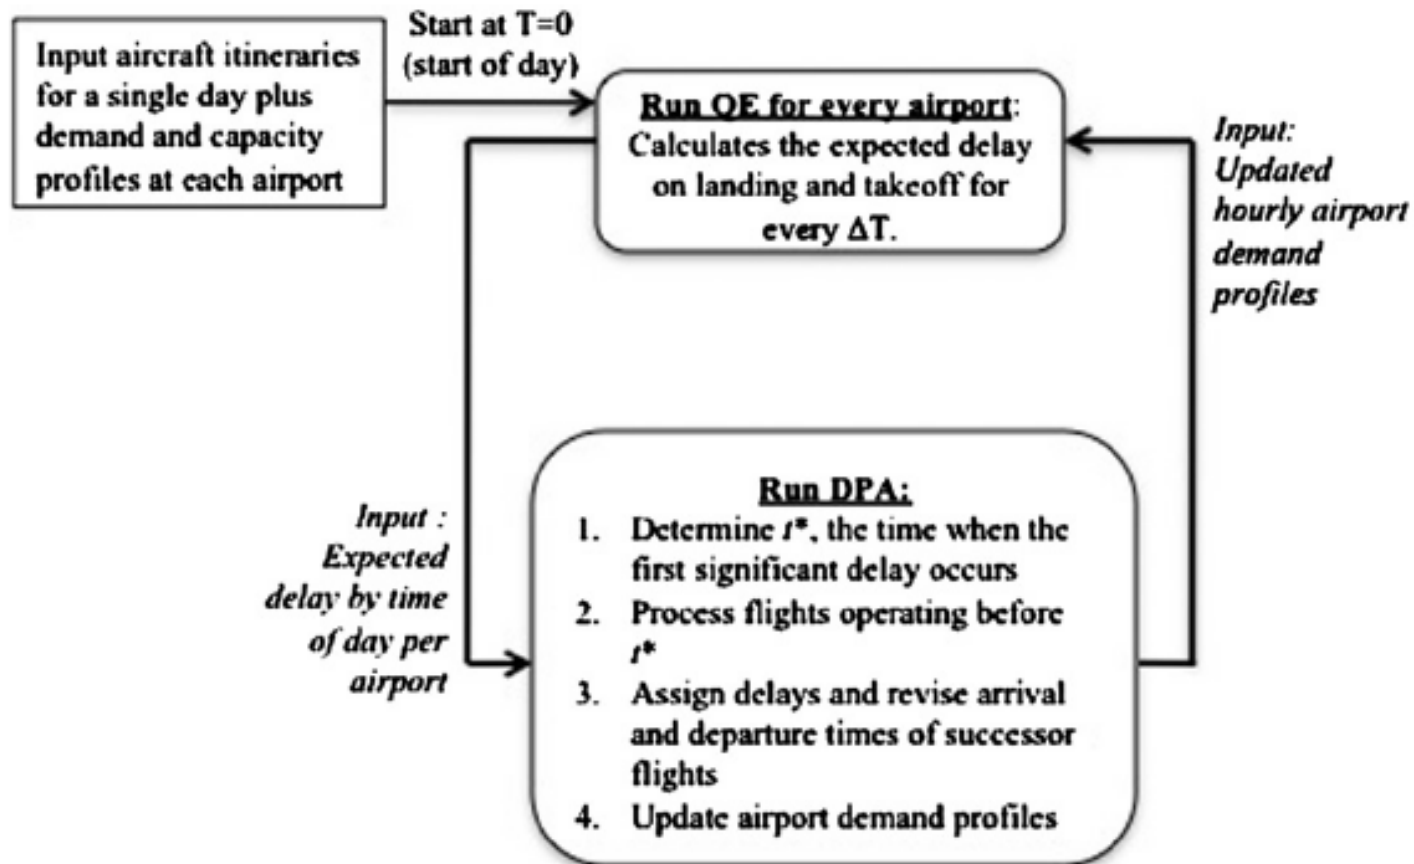 Input aircraft itineraries
for a single day plus
demand and capacity
profiles at each airport
Start at T=0
(start of day)
Run QE for every airport:
Calculates the expected delay
on landing and takeoff for
every ΔT.
Input:
Updated
hourly airport
demand
profiles
Input :
Expected
delay by time
of day per
airport
Run DPA:
1. Determine t*, the time when the
first significant delay occurs
2. Process flights operating before
t*
3. Assign delays and revise arrival
and departure times of successor
flights
4. Update airport demand profiles